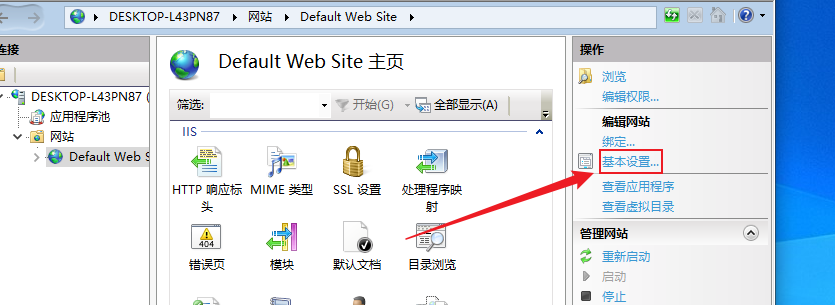 DESKTOP-L43PN87 网站 Default Web Site
连接
DESKTOP-L43PN87 (
应用程序池
网站
Default Web S
Default Web Site 主页
筛选: 开始(G) 全部显示(A)
IIS
HTTP 响应标头 MIME 类型 SSL 设置 处理程序映射
错误页 模块 默认文档 目录浏览
404
操作
浏览
编辑权限...
编辑网站
绑定...
基本设置...
查看应用程序
查看虚拟目录
管理网站
重新启动
启动
停止